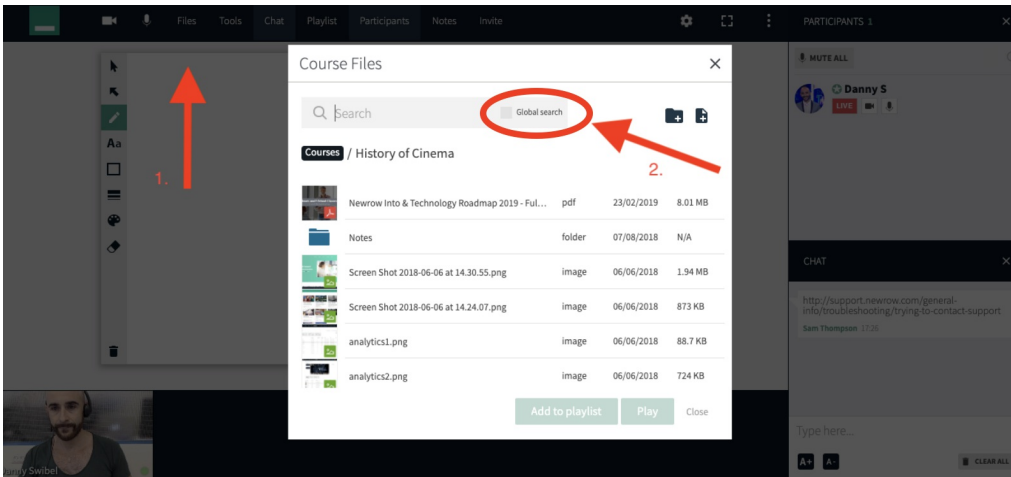 Files Tools Chat Playlist Participants Notes Invite
PARTICIPANTS 1
MUTE ALL
Danny S
LIVE
Aa
1.
Course Files
Search Global search
2.
Courses / History of Cinema
Newrow Into & Technology Roadmap 2019 - Ful... pdf 23/02/2019 8.01 MB
Notes folder 07/08/2018 N/A
Screen Shot 2018-06-06 at 14.30.55.png image 06/06/2018 1.94 MB
Screen Shot 2018-06-06 at 14.24.07.png image 06/06/2018 873 KB
analytics1.png image 06/06/2018 88.7 KB
analytics2.png image 06/06/2018 724 KB
Add to playlist Play Close
CHAT
http://support.newrow.com/general-
info/troubleshooting/trying-to-contact-support
Sam Thompson 17:26
Type here...
A+ A-
CLEAR ALL
Swibel